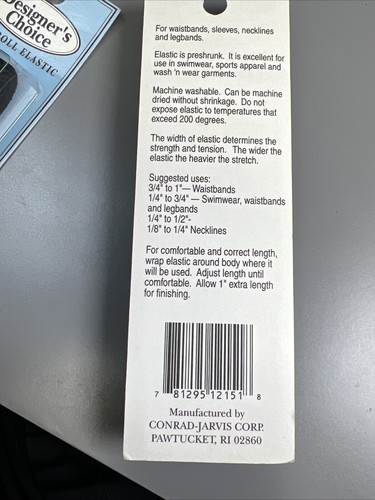 Designer's
Choice
ROLL ELASTIC
For waistbands, sleeves, necklines
and legbands.
Elastic is preshrunk. It is excellent for
use in swimwear, sports apparel and
wash 'n wear garments.
Machine washable. Can be machine
dried without shrinkage. Do not
expose elastic to temperatures that
exceed 200 degrees.
The width of elastic determines the
strength and tension. The wider the
elastic the heavier the stretch.
Suggested uses:
3/4" to 1"— Waistbands
1/4" to 3/4" — Swimwear, waistbands
and legbands
1/4" to 1/2"-
1/8" to 1/4" Necklines
For comfortable and correct length,
wrap elastic around body where it
will be used. Adjust length until
comfortable. Allow 1" extra length
for finishing.
7 81295 12151 8
Manufactured by
CONRAD-JARVIS CORP.
PAWTUCKET, RI 02860